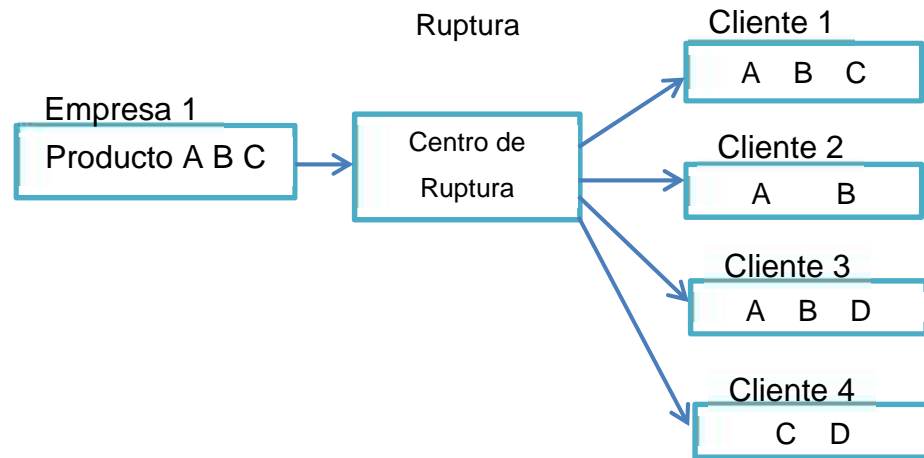 Ruptura
Empresa 1
Producto A B C
Centro de
Ruptura
Cliente 1
A B C
Cliente 2
A B
Cliente 3
A B D
Cliente 4
C D